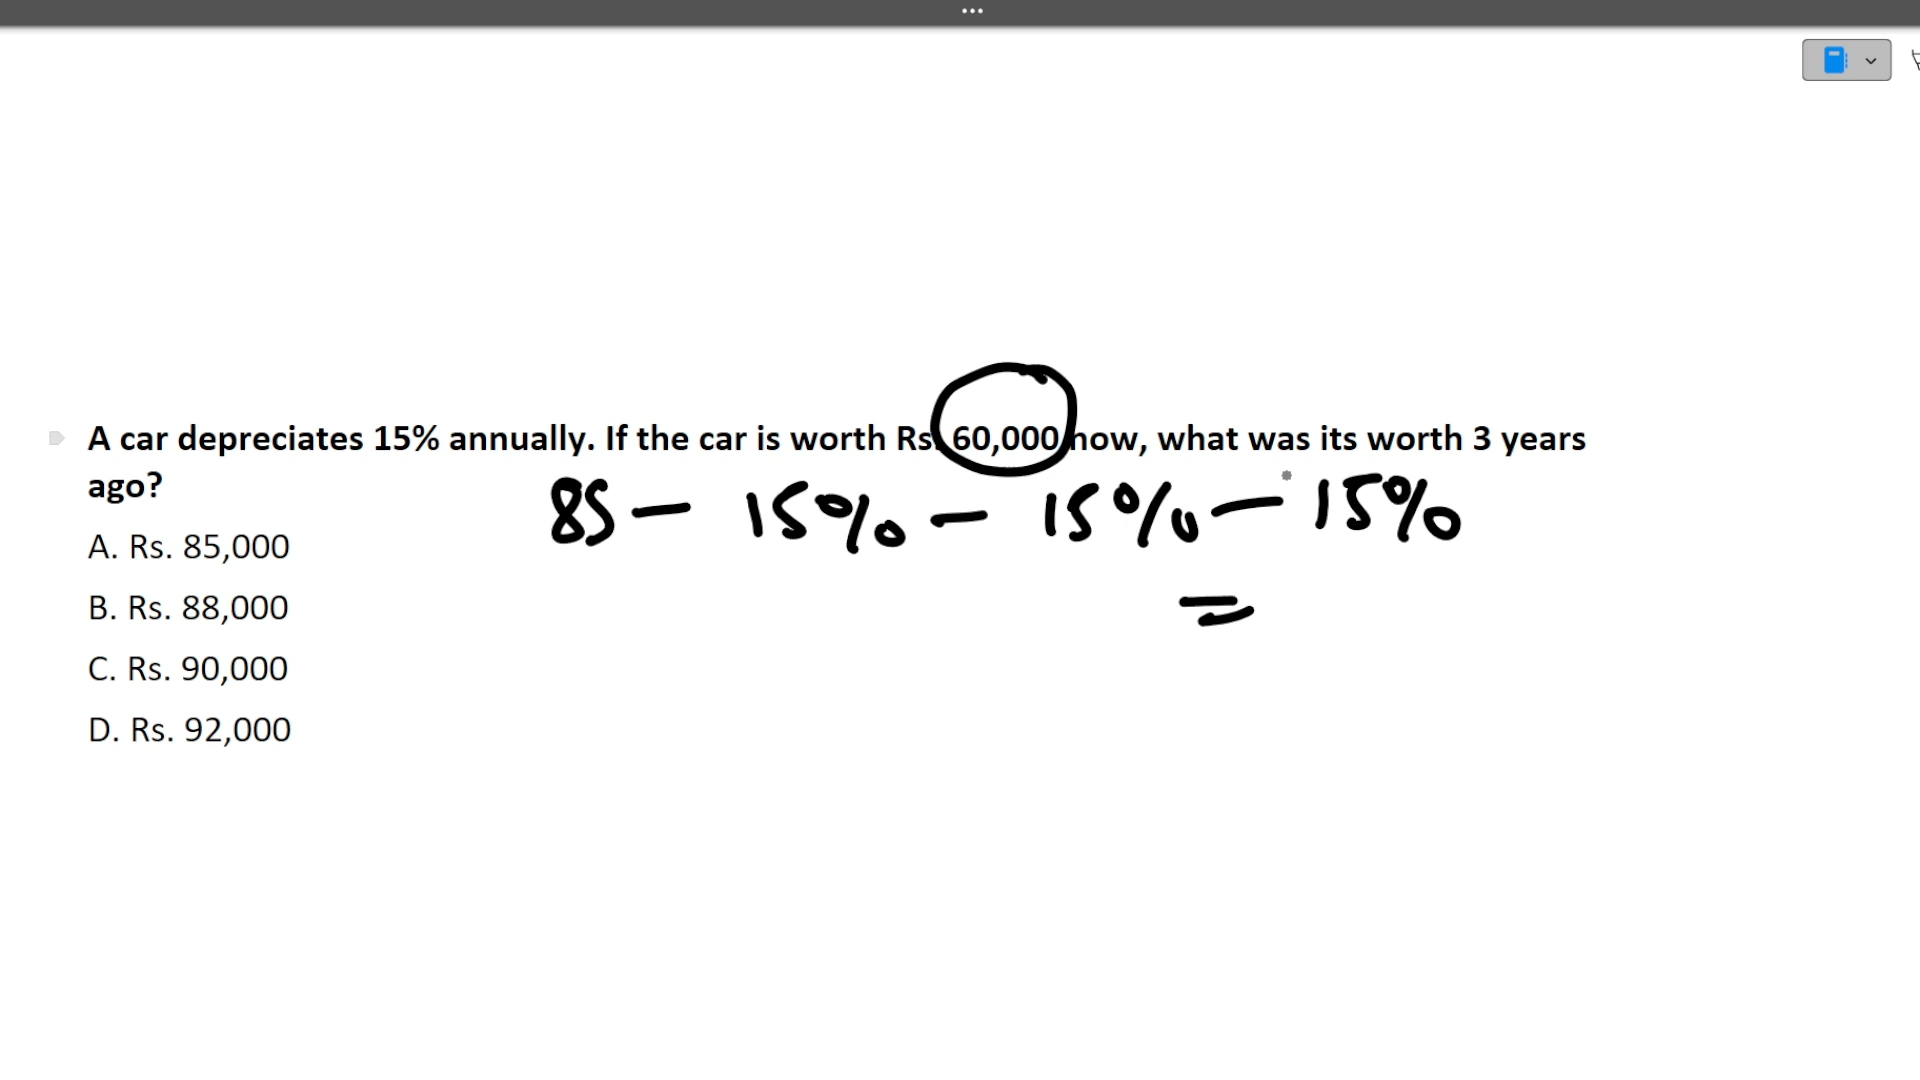 A car depreciates 15% annually. If the car is worth Rs. 60,000 now, what was its worth 3 years
ago?
85 - 15% - 15% - 15%
=
A. Rs. 85,000
B. Rs. 88,000
C. Rs. 90,000
D. Rs. 92,000